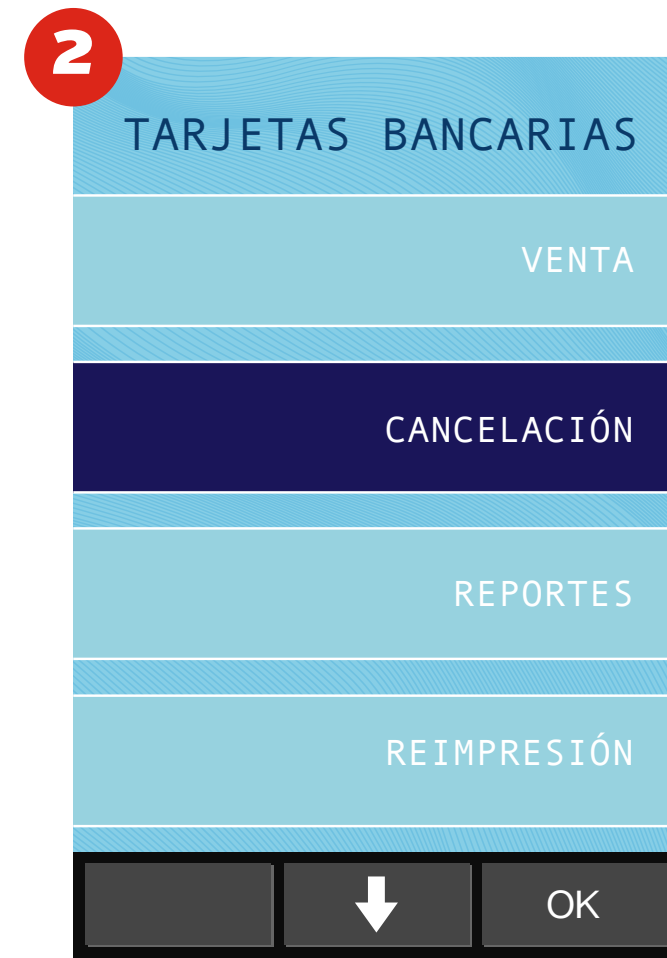 2
TARJETAS BANCARIAS
VENTA
CANCELACIÓN
REPORTES
REIMPRESIÓN
OK